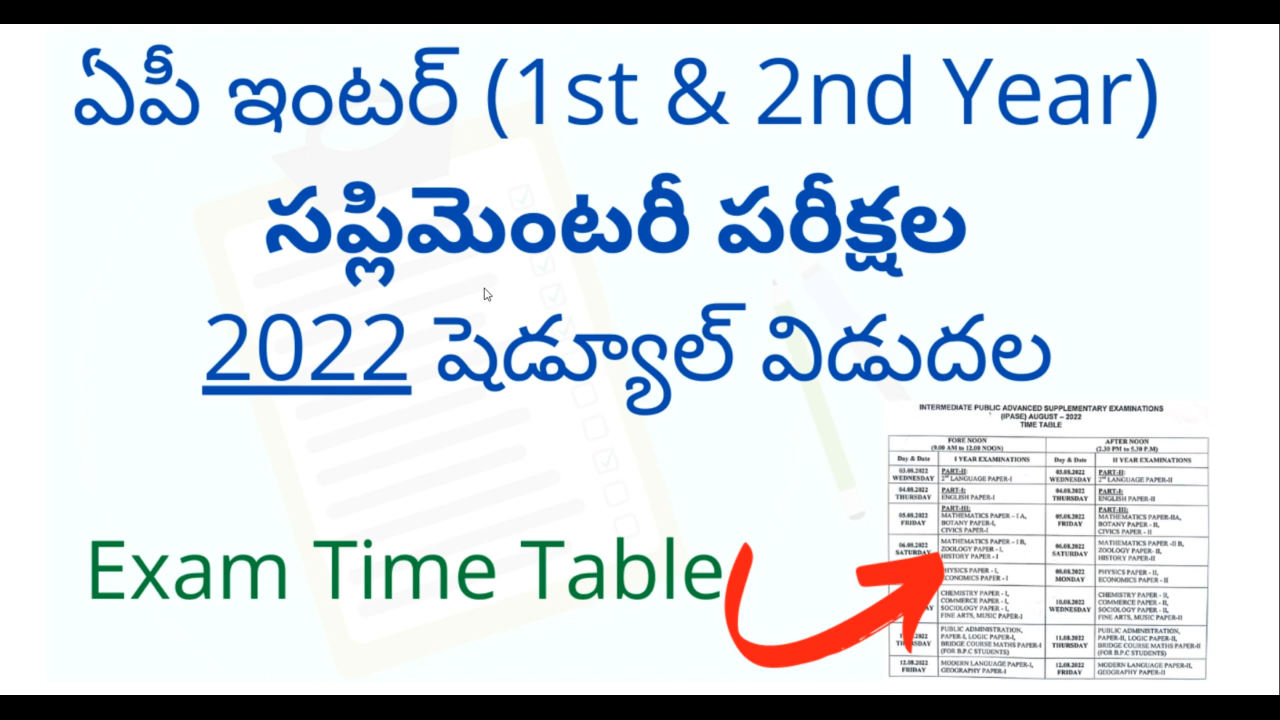 ఏపీ ఇంటర్ (1st & 2nd Year)
సప్లిమెంటరీ పరీక్షల
2022 షెడ్యూల్ విడుదల
Exam Time Table
INTERMEDIATE PUBLIC ADVANCED SUPPLEMENTARY EXAMINATIONS
(IPASE) AUGUST – 2022
TIME TABLE
FORE NOON
(9.00 AM to 12.00 NOON)
AFTER NOON
(2.30 PM to 5.30 P.M)
Day & Date
I YEAR EXAMINATIONS
Day & Date
II YEAR EXAMINATIONS
03.08.2022
WEDNESDAY
PART-II:
2nd LANGUAGE PAPER-I
03.08.2022
WEDNESDAY
PART-II:
2nd LANGUAGE PAPER-II
04.08.2022
THURSDAY
PART-I:
ENGLISH PAPER-I
04.08.2022
THURSDAY
PART-I:
ENGLISH PAPER-II
05.08.2022
FRIDAY
PART-III:
MATHEMATICS PAPER – I A,
BOTANY PAPER-I,
CIVICS PAPER-I
05.08.2022
FRIDAY
PART-III:
MATHEMATICS PAPER-IIA,
BOTANY PAPER – II,
CIVICS PAPER - II
06.08.2022
SATURDAY
MATHEMATICS PAPER – I B,
ZOOLOGY PAPER – I,
HISTORY PAPER - I
06.08.2022
SATURDAY
MATHEMATICS PAPER -II B,
ZOOLOGY PAPER- II,
HISTORY PAPER-II
PHYSICS PAPER - I,
ECONOMICS PAPER - I
08.08.2022
MONDAY
PHYSICS PAPER - II,
ECONOMICS PAPER - II
CHEMISTRY PAPER - I,
COMMERCE PAPER - I,
SOCIOLOGY PAPER - I,
FINE ARTS, MUSIC PAPER-I
10.08.2022
WEDNESDAY
CHEMISTRY PAPER - II,
COMMERCE PAPER - II,
SOCIOLOGY PAPER - II,
FINE ARTS, MUSIC PAPER-II
PUBLIC ADMINISTRATION,
PAPER-I, LOGIC PAPER-I,
BRIDGE COURSE MATHS PAPER-I
(FOR B.P.C STUDENTS)
11.08.2022
THURSDAY
PUBLIC ADMINISTRATION,
PAPER-II, LOGIC PAPER-II,
BRIDGE COURSE MATHS PAPER-II
(FOR B.P.C STUDENTS)
12.08.2022
FRIDAY
MODERN LANGUAGE PAPER-I,
GEOGRAPHY PAPER-I
12.08.2022
FRIDAY
MODERN LANGUAGE PAPER-II,
GEOGRAPHY PAPER-II